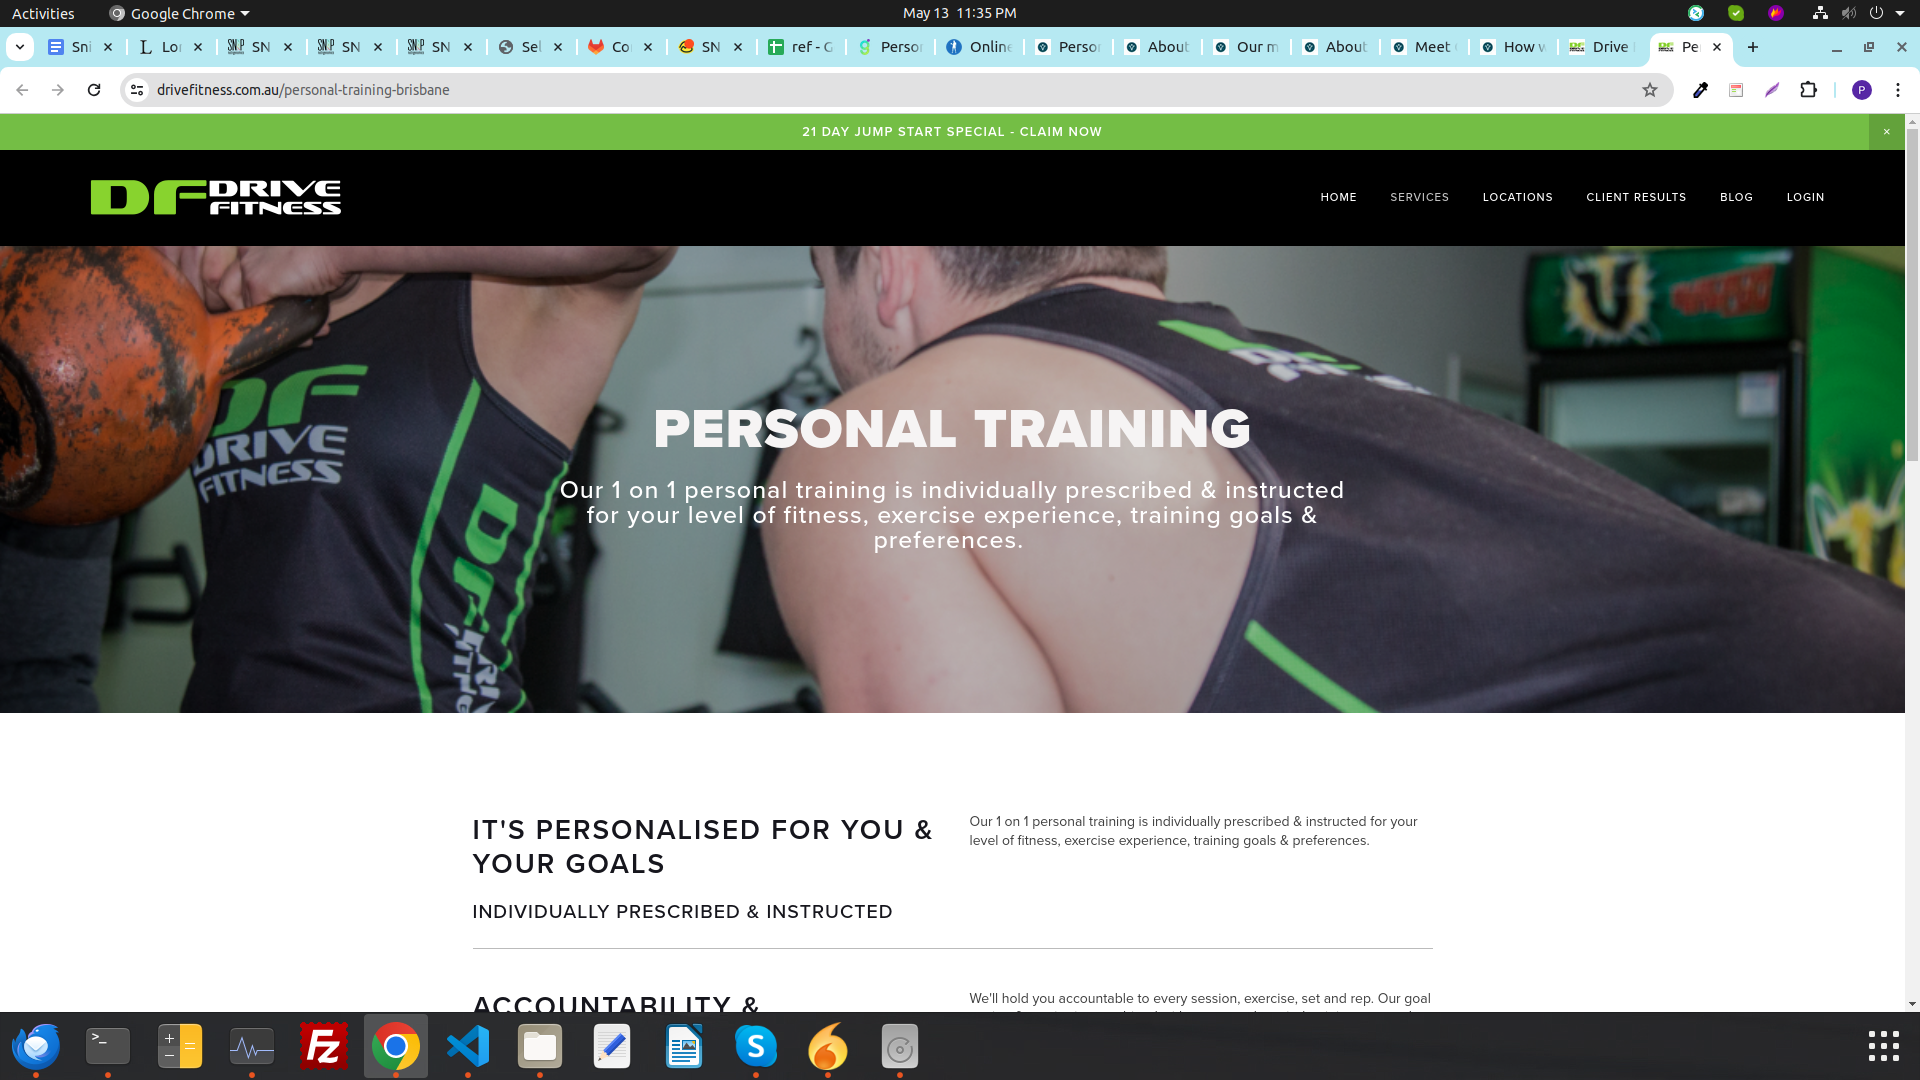 Activities
Google Chrome
May 13 11:35 PM
Sni
Lor
SN
SN
SN
Sel
Co
SN
ref - G
Person
Online
Perso
About
Our m
About
Meet
How w
Drive
Pe
drivefitness.com.au/personal-training-brisbane
P
21 DAY JUMP START SPECIAL - CLAIM NOW
×
DF DRIVE FITNESS
HOME
SERVICES
LOCATIONS
CLIENT RESULTS
BLOG
LOGIN
DF
DRIVE
FITNESS
PERSONAL TRAINING
Our 1 on 1 personal training is individually prescribed & instructed
for your level of fitness, exercise experience, training goals &
preferences.
IT'S PERSONALISED FOR YOU &
YOUR GOALS
INDIVIDUALLY PRESCRIBED & INSTRUCTED
Our 1 on 1 personal training is individually prescribed & instructed for your
level of fitness, exercise experience, training goals & preferences.
ACCOUNTABILITY &
We'll hold you accountable to every session, exercise, set and rep. Our goal